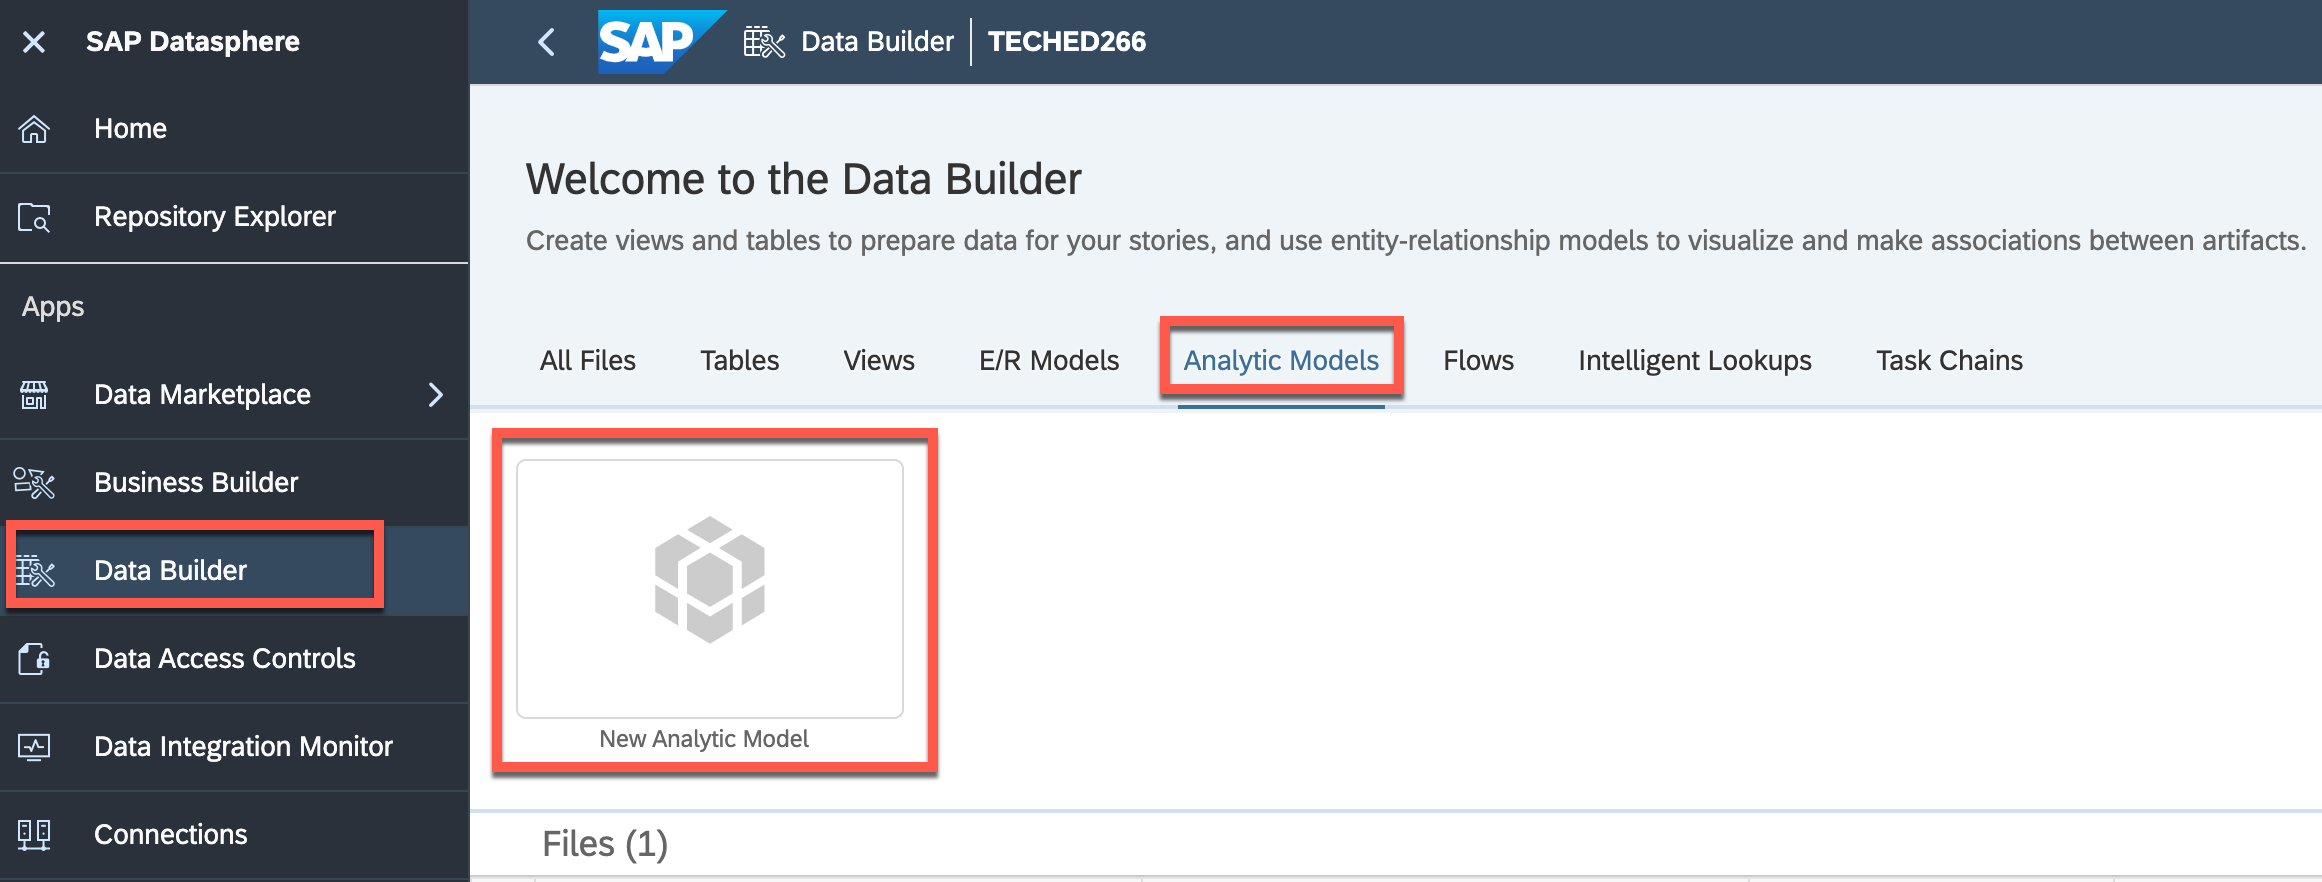 SAP Datasphere
Home
Repository Explorer
Apps
Data Marketplace
Business Builder
Data Builder
Data Access Controls
Data Integration Monitor
Connections
SAP Data Builder TECHED266
Welcome to the Data Builder
Create views and tables to prepare data for your stories, and use entity-relationship models to visualize and make associations between artifacts.
All Files Tables Views E/R Models Analytic Models Flows Intelligent Lookups Task Chains
New Analytic Model
Files (1)